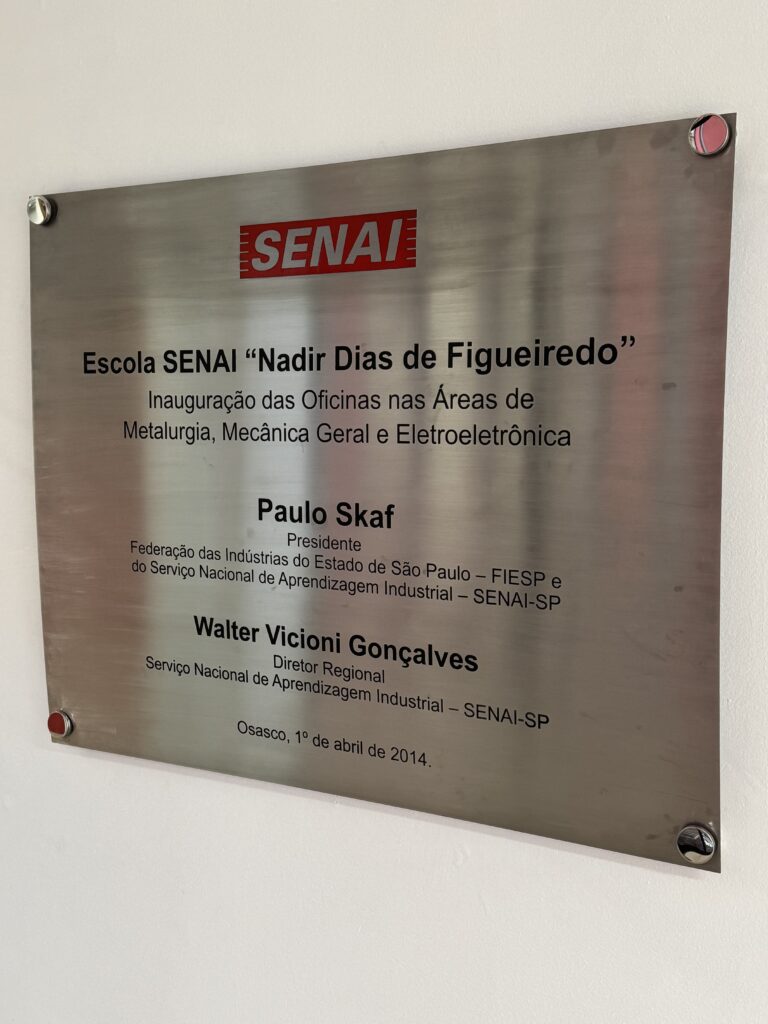 SENAI
Escola SENAI “Nadir Dias de Figueiredo”
Inauguração das Oficinas nas Áreas de
Metalurgia, Mecânica Geral e Eletroeletrônica
Paulo Skaf
Presidente
Federação das Indústrias do Estado de São Paulo – FIESP e
do Serviço Nacional de Aprendizagem Industrial – SENAI-SP
Walter Vicioni Gonçalves
Diretor Regional
Serviço Nacional de Aprendizagem Industrial – SENAI-SP
Osasco, 1º de abril de 2014.